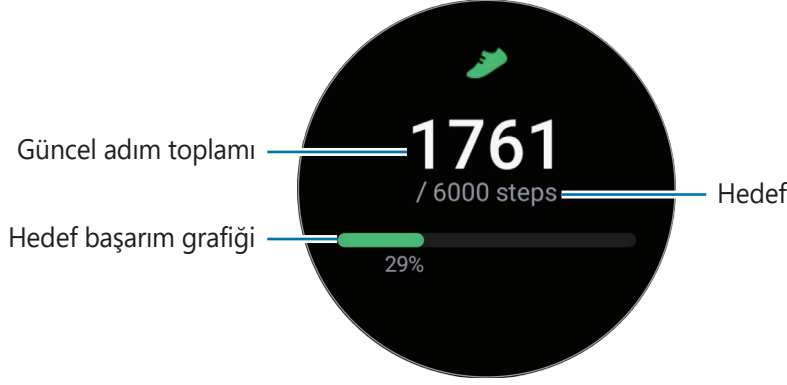 1761
Güncel adım toplamı
/ 6000 steps
Hedef
Hedef başarım grafiği
29%